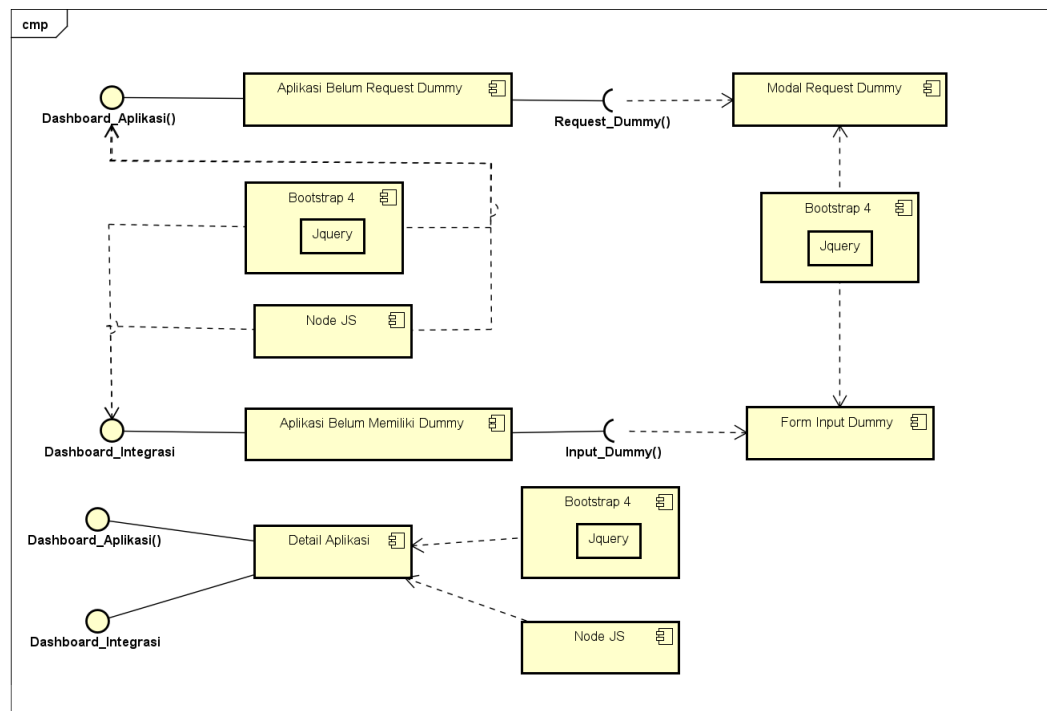 cmp
Aplikasi Belum Request Dummy
Modal Request Dummy
Dashboard_Aplikasi()
Request_Dummy()
Bootstrap 4
Jquery
Bootstrap 4
Jquery
Node JS
Aplikasi Belum Memiliki Dummy
Form Input Dummy
Dashboard_Integrasi
Input_Dummy()
Bootstrap 4
Jquery
Dashboard_Aplikasi()
Detail Aplikasi
Dashboard_Integrasi
Node JS